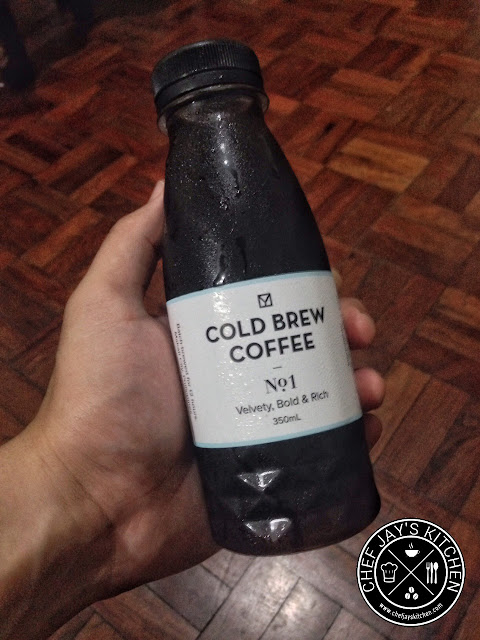 COLD BREW
COFFEE
No1
Velvety, Bold & Rich
350mL
CHEF JAY'S KITCHEN
www.chefjayskitchen.com